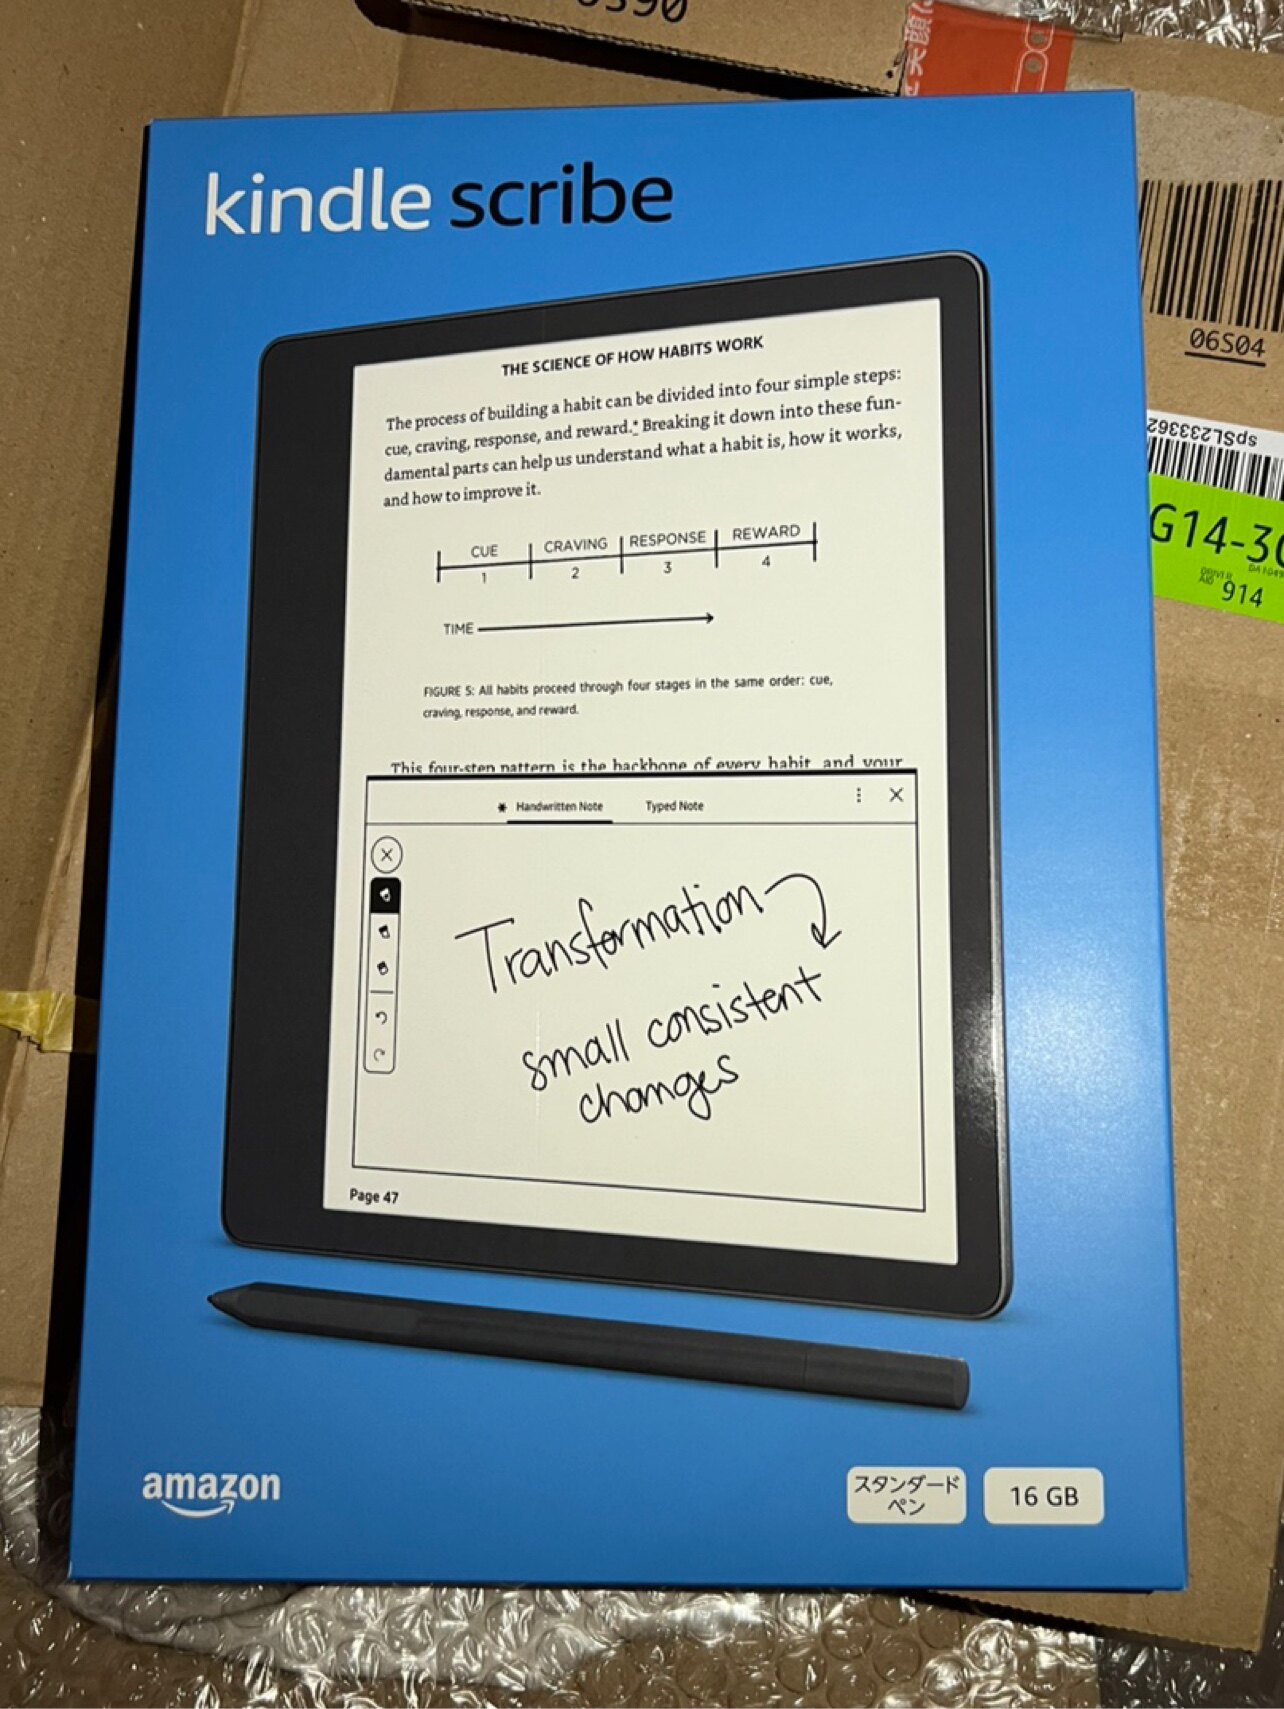 kindle scribe
THE SCIENCE OF HOW HABITS WORK
The process of building a habit can be divided into four simple steps:
cue, craving, response, and reward.* Breaking it down into these fun-
damental parts can help us understand what a habit is, how it works,
and how to improve it.
CUE CRAVING RESPONSE REWARD
1 2 3 4
TIME
FIGURE 5: All habits proceed through four stages in the same order: cue,
craving, response, and reward.
This four-step pattern is the backbone of every habit, and your
* Handwritten Note Typed Note
Transformation
small consistent
changes
Page 47
amazon
スタンダード
ペン
16 GB
06S04
spSL233362
G14-3
914